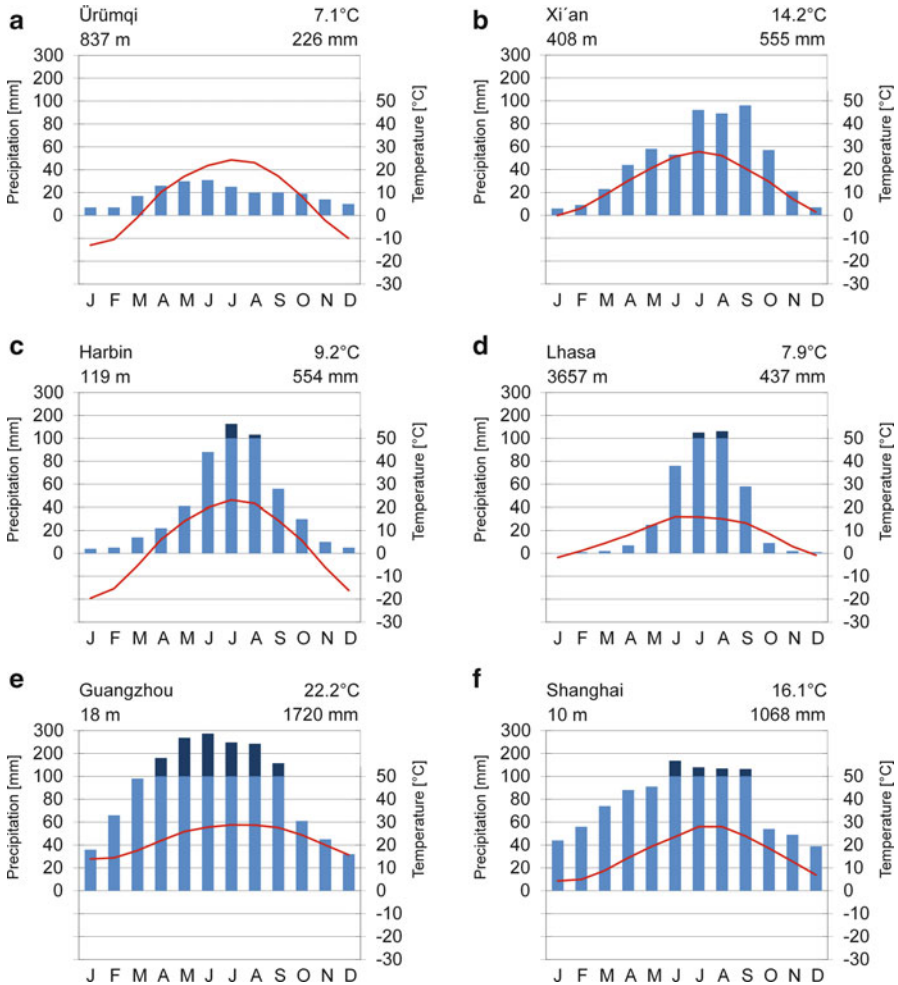 a
Ürümqi 7.1°C
837 m 226 mm
Precipitation [mm]
300
200
100
80
60
40
20
0
Temperature [°C]
50
40
30
20
10
0
-10
-20
-30
J F M A M J J A S O N D
b
Xi´an 14.2°C
408 m 555 mm
Precipitation [mm]
300
200
100
80
60
40
20
0
Temperature [°C]
50
40
30
20
10
0
-10
-20
-30
J F M A M J J A S O N D
c
Harbin 9.2°C
119 m 554 mm
Precipitation [mm]
300
200
100
80
60
40
20
0
Temperature [°C]
50
40
30
20
10
0
-10
-20
-30
J F M A M J J A S O N D
d
Lhasa 7.9°C
3657 m 437 mm
Precipitation [mm]
300
200
100
80
60
40
20
0
Temperature [°C]
50
40
30
20
10
0
-10
-20
-30
J F M A M J J A S O N D
e
Guangzhou 22.2°C
18 m 1720 mm
Precipitation [mm]
300
200
100
80
60
40
20
0
Temperature [°C]
50
40
30
20
10
0
-10
-20
-30
J F M A M J J A S O N D
f
Shanghai 16.1°C
10 m 1068 mm
Precipitation [mm]
300
200
100
80
60
40
20
0
Temperature [°C]
50
40
30
20
10
0
-10
-20
-30
J F M A M J J A S O N D